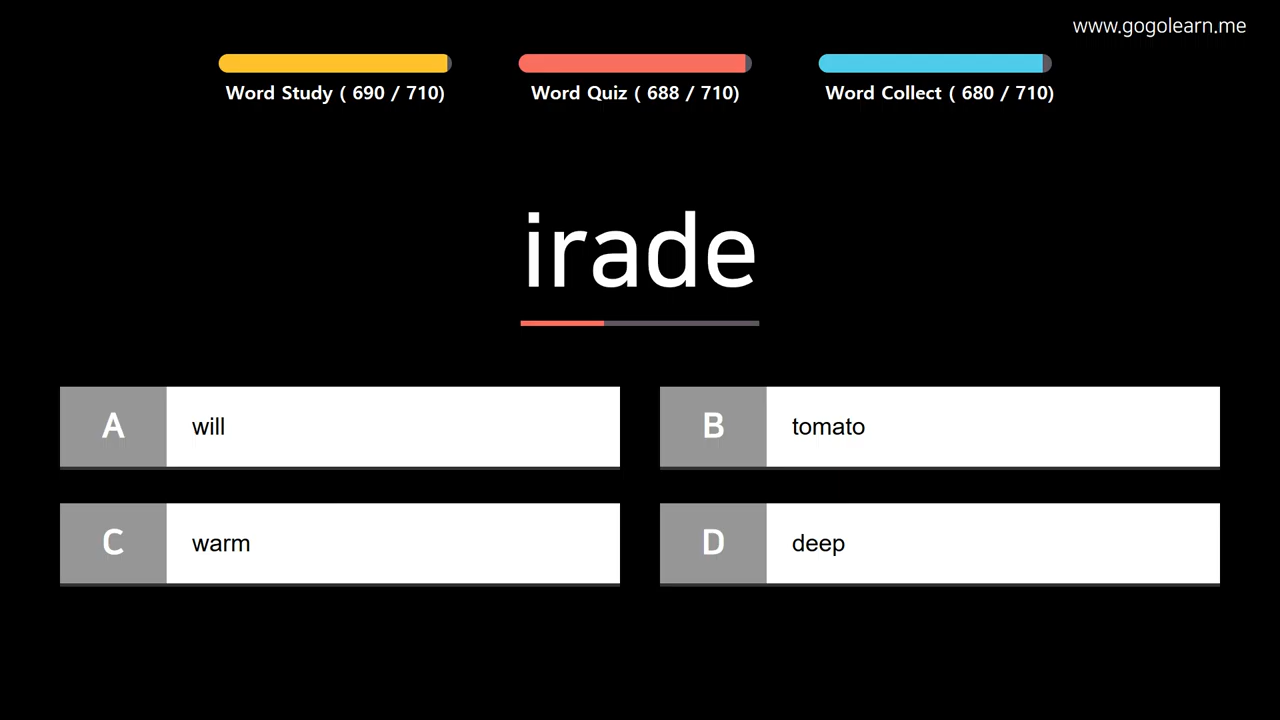 www.gogolearn.me
Word Study ( 690 / 710)
Word Quiz ( 688 / 710)
Word Collect ( 680 / 710)
irade
A will
B tomato
C warm
D deep